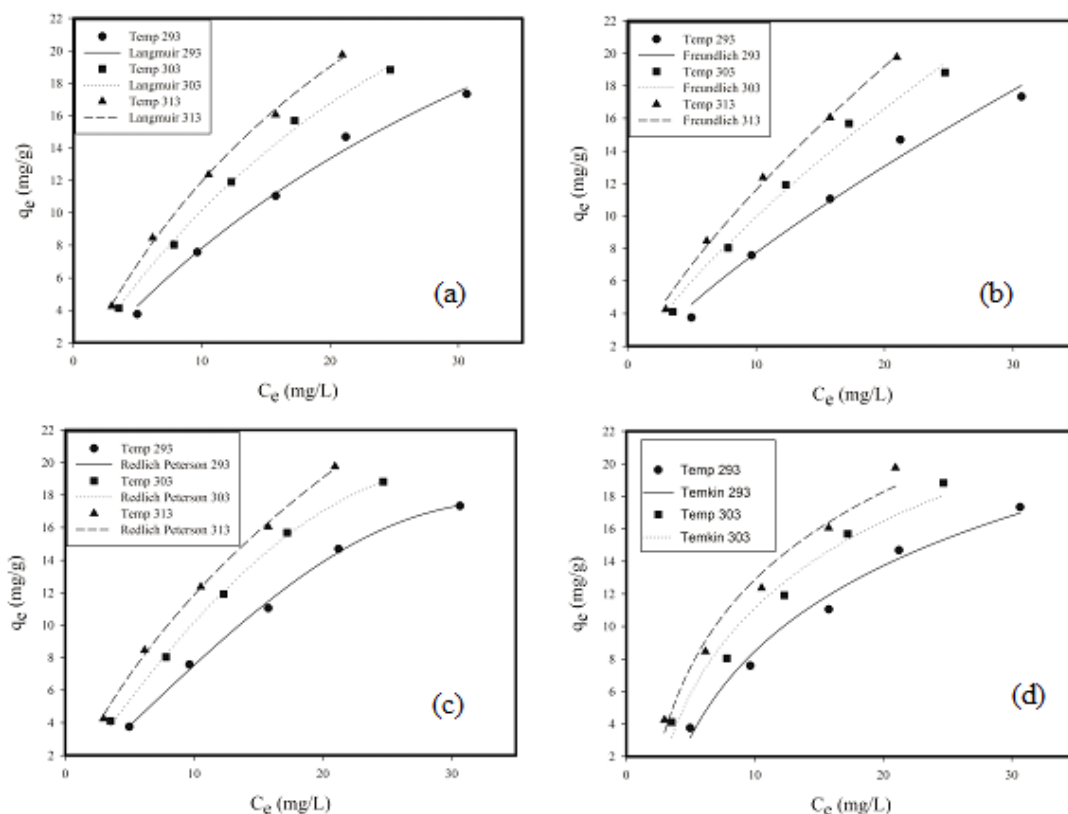 22
20
18
16
14
12
10
8
6
4
2
qe (mg/g)
Temp 293
Langmuir 293
Temp 303
Langmuir 303
Temp 313
Langmuir 313
(a)
0
10
20
30
Ce (mg/L)
22
20
18
16
14
12
10
8
6
4
2
qe (mg/g)
Temp 293
Freundlich 293
Temp 303
Freundlich 303
Temp 313
Freundlich 313
(b)
0
10
20
30
Ce (mg/L)
22
20
18
16
14
12
10
8
6
4
2
qe (mg/g)
Temp 293
Redlich Peterson 293
Temp 303
Redlich Peterson 303
Temp 313
Redlich Peterson 313
(c)
0
10
20
30
Ce (mg/L)
22
20
18
16
14
12
10
8
6
4
2
qe (mg/g)
Temp 293
Temkin 293
Temp 303
Temkin 303
(d)
0
10
20
30
Ce (mg/L)